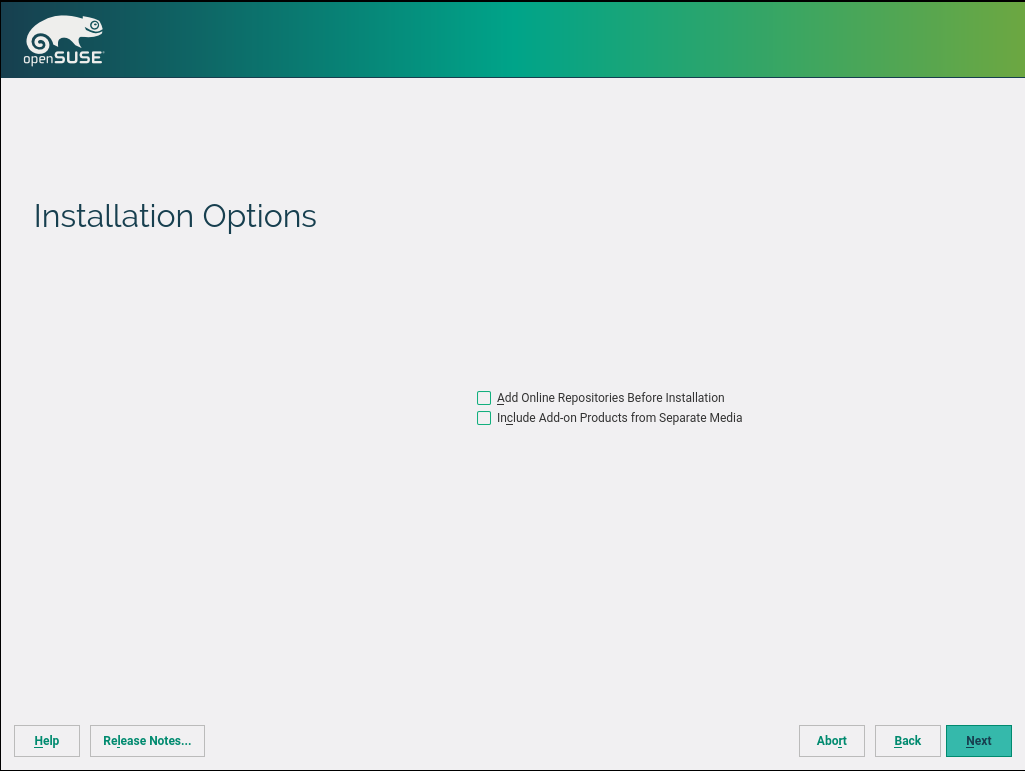 openSUSE
Installation Options
Add Online Repositories Before Installation
Include Add-on Products from Separate Media
Help
Release Notes...
Abort
Back
Next